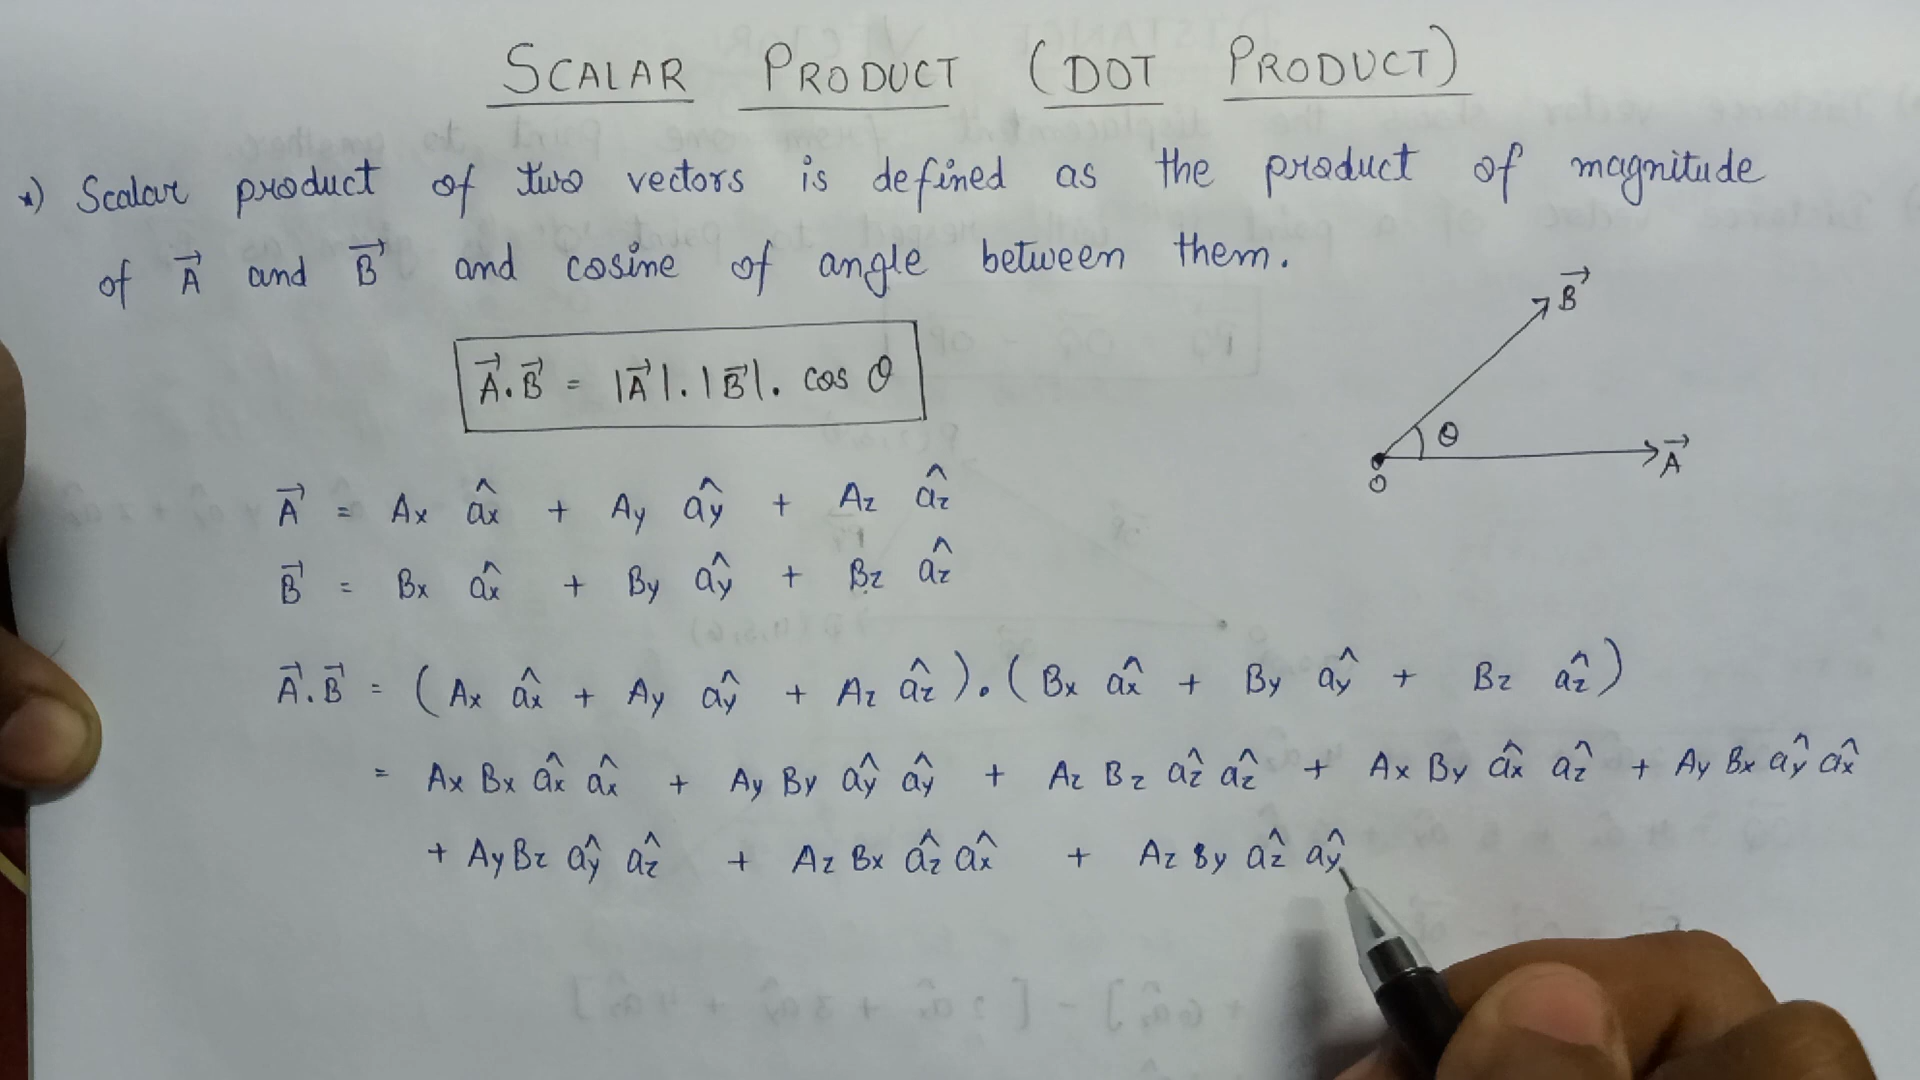 SCALAR PRODUCT (DOT PRODUCT)
*) Scalar product of two vectors is defined as the product of magnitude
of A⃗ and B⃗ and cosine of angle between them.
A⃗.B⃗ = |A⃗|.|B⃗|. cos θ
B⃗
θ
A⃗
O
A⃗ = Ax âx + Ay ây + Az âz
B⃗ = Bx âx + By ây + Bz âz
A⃗.B⃗ = (Ax âx + Ay ây + Az âz).(Bx âx + By ây + Bz âz)
= Ax Bx âx âx + Ay By ây ây + Az Bz âz âz + Ax By âx âz + Ay Bx ây âx
+ Ay Bz ây âz + Az Bx âz âx + Az By âz ây